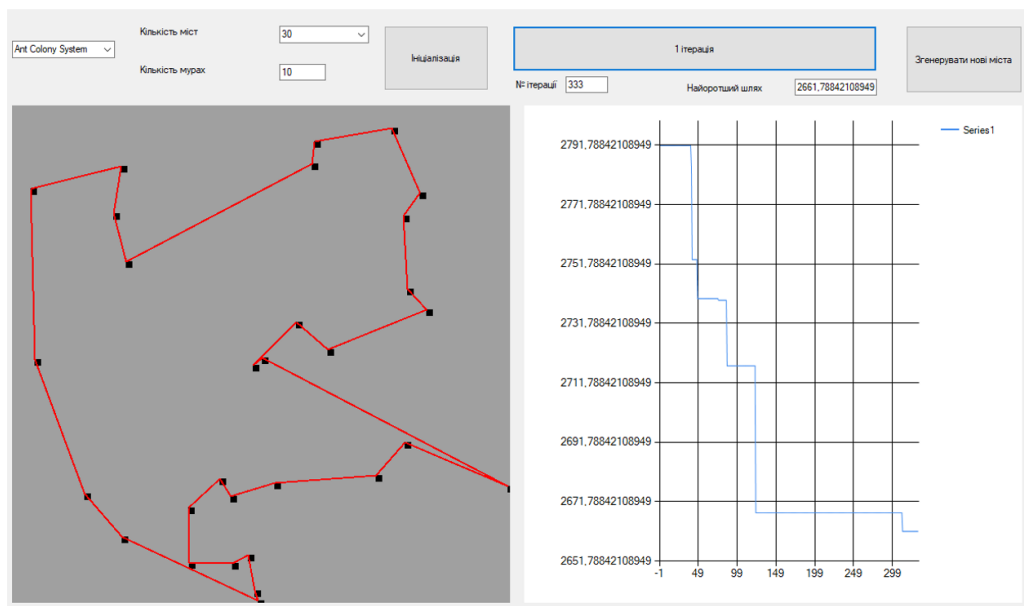 Ant Colony System
Кількість міст
30
Кількість мурах
10
Ініціалізація
1 ітерація
№ ітерації
333
Найоротший шлях
2661,78842108949
Згенерувати нові міста
2791,78842108949
2771,78842108949
2751,78842108949
2731,78842108949
2711,78842108949
2691,78842108949
2671,78842108949
2651,78842108949
-1 49 99 149 199 249 299
Series1